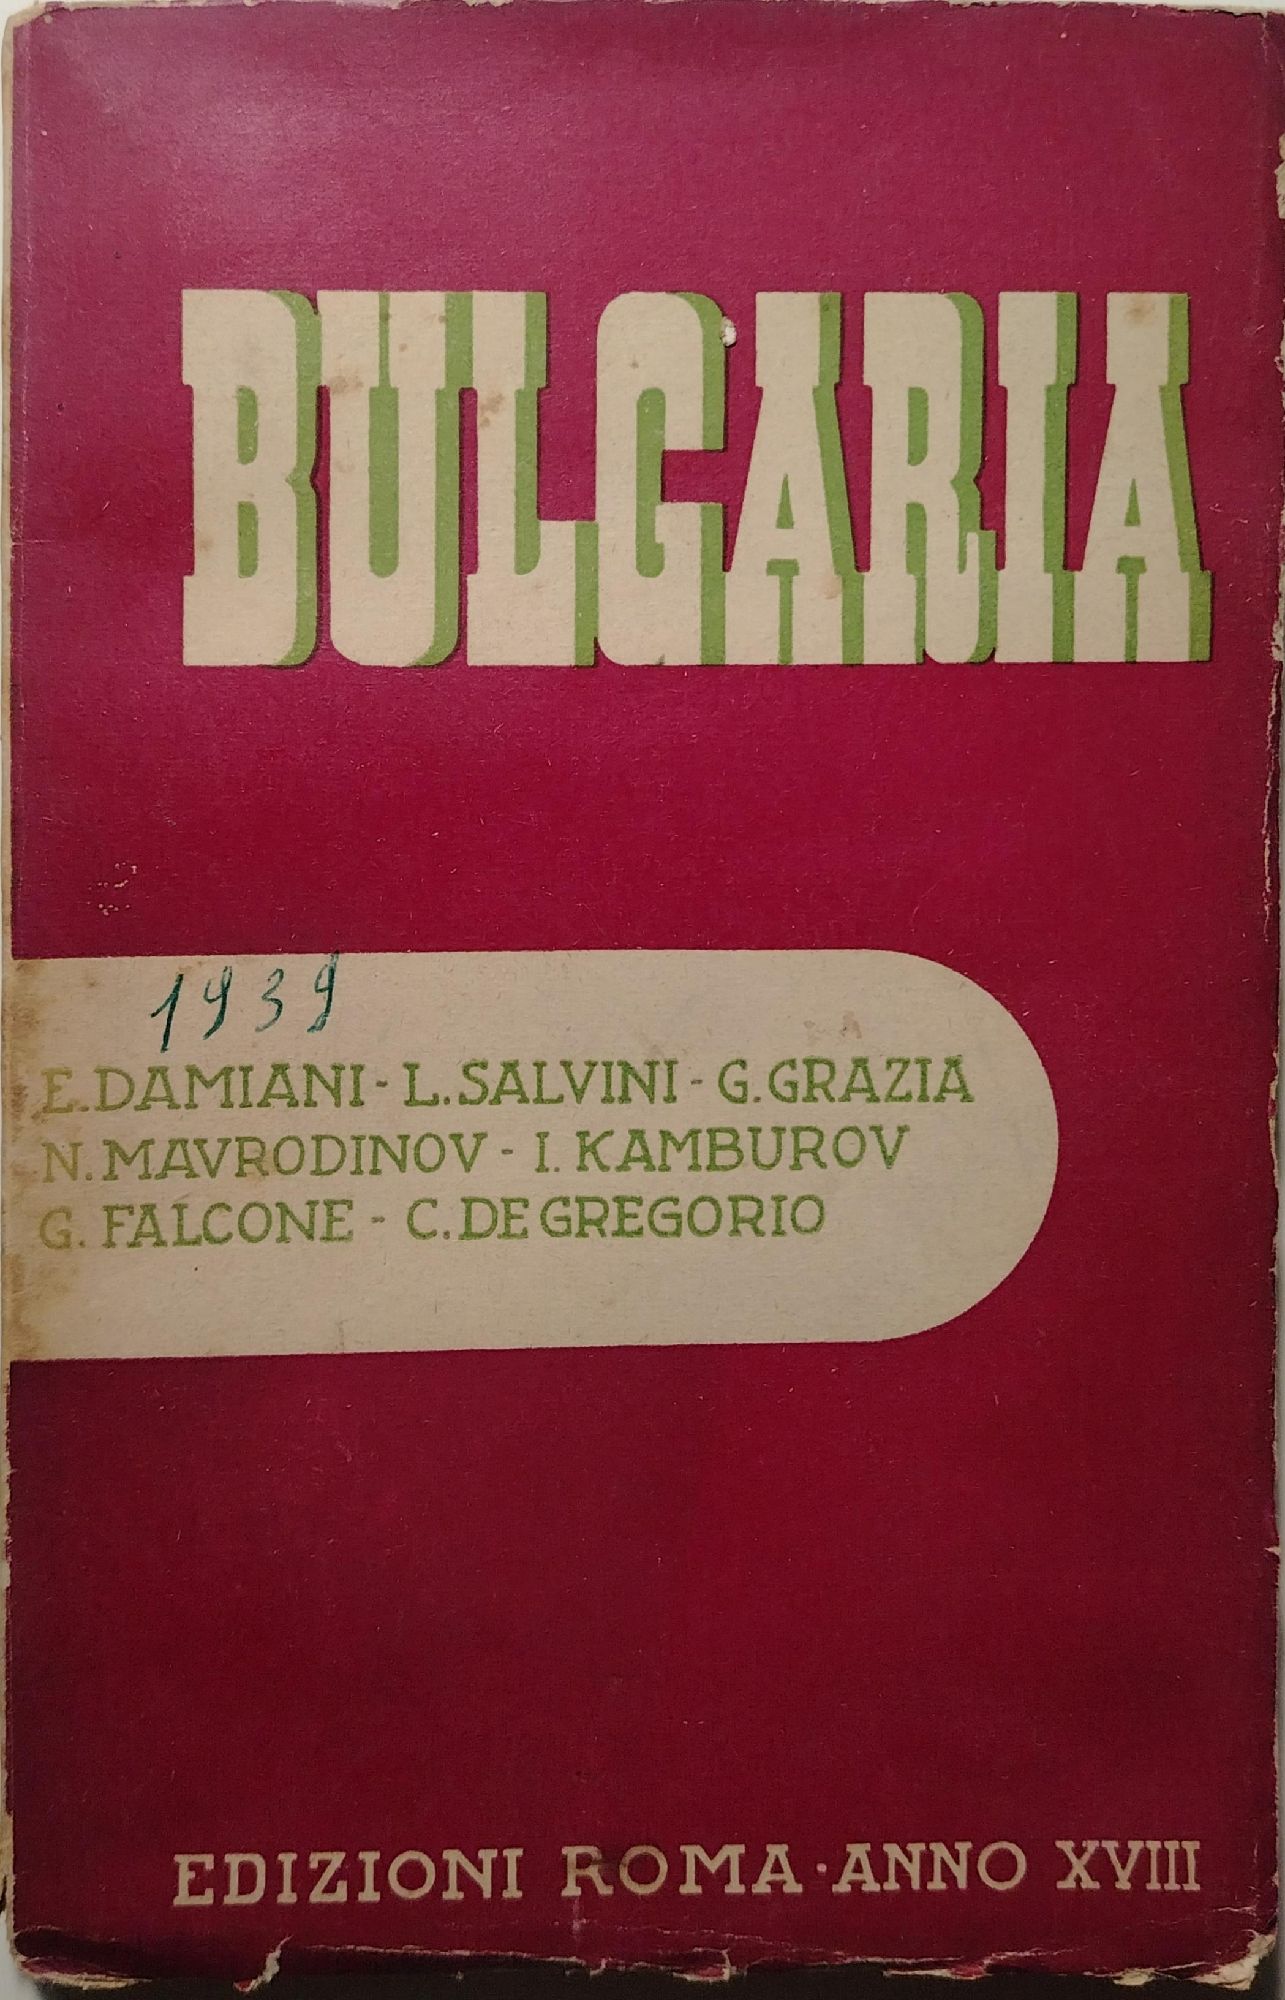 BULGARIA
1939
E. DAMIANI - L. SALVINI - G. GRAZIA
N. MAVRODINOV - I. KAMBUROV
G. FALCONE - C. DE GREGORIO
EDIZIONI ROMA · ANNO XVIII